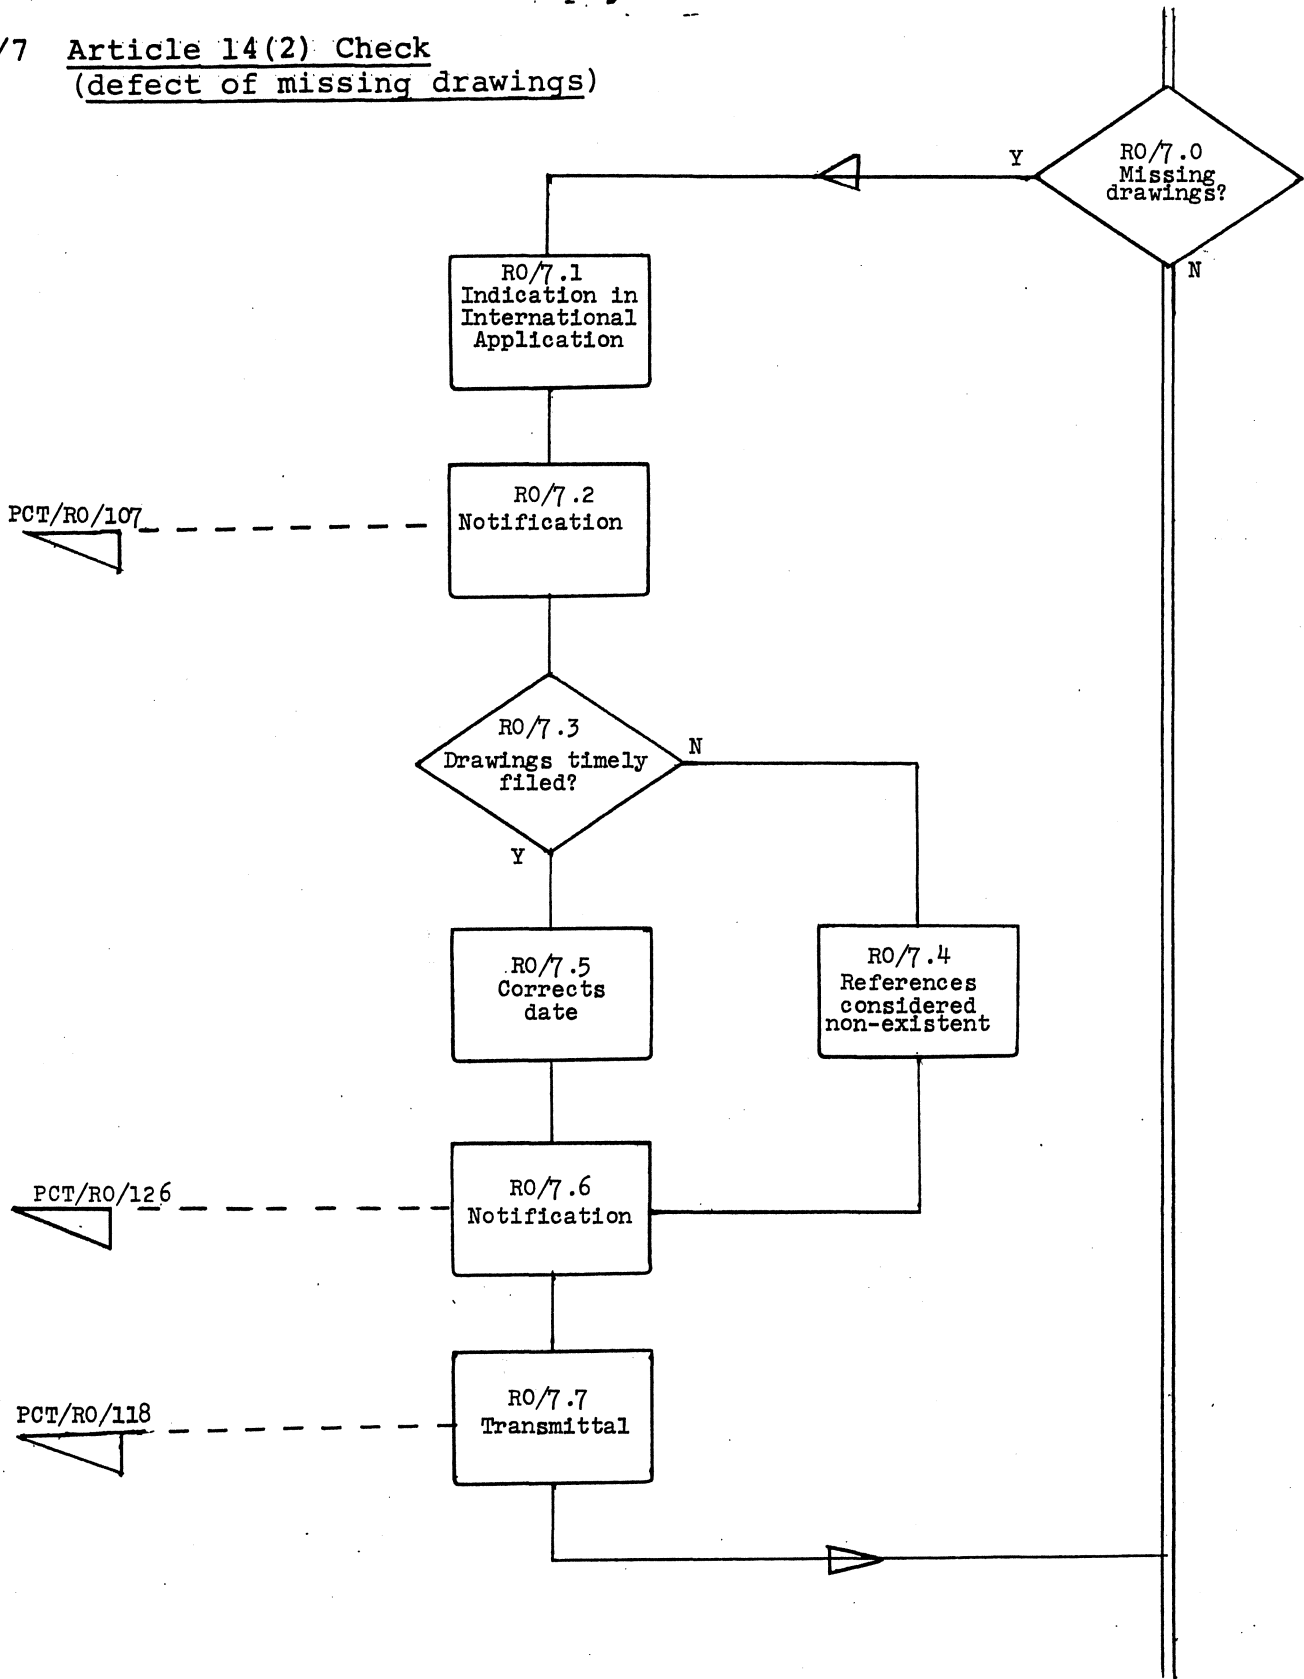 /7 Article 14(2) Check
(defect of missing drawings)
Y
RO/7.0
Missing
drawings?
N
RO/7.1
Indication in
International
Application
RO/7.2
Notification
PCT/RO/107
RO/7.3
Drawings timely
filed?
N
Y
RO/7.5
Corrects
date
RO/7.4
References
considered
non-existent
PCT/RO/126
RO/7.6
Notification
PCT/RO/118
RO/7.7
Transmittal